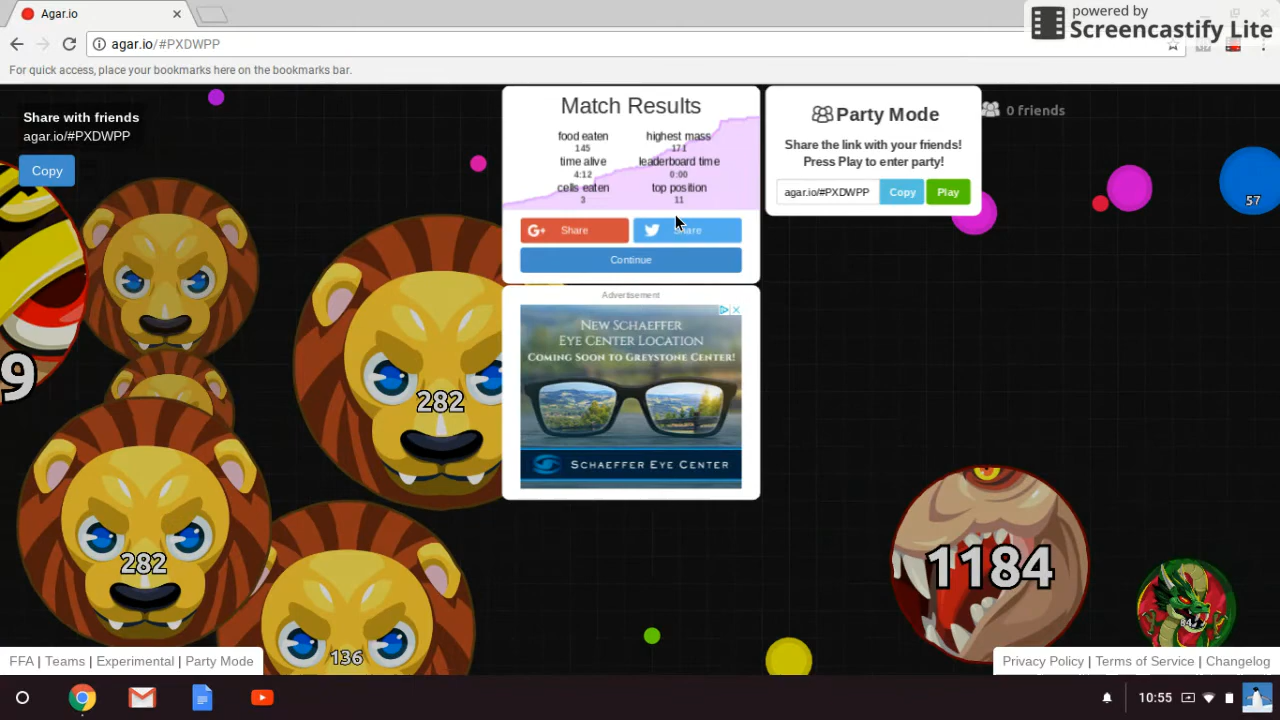 powered by
Screencastify Lite
Agar.io
agar.io/#PXDWPP
For quick access, place your bookmarks here on the bookmarks bar.
Share with friends
agar.io/#PXDWPP
Copy
Match Results
food eaten
highest mass
145
171
time alive
leaderboard time
4:12
0:00
cells eaten
top position
3
11
G+ Share
Share
Continue
Party Mode
Share the link with your friends!
Press Play to enter party!
agar.io/#PXDWPP
Copy
Play
0 friends
57
Advertisement
NEW SCHAEFFER
EYE CENTER LOCATION
COMING SOON TO GREYSTONE CENTER!
SCHAEFFER EYE CENTER
9
282
282
136
1184
84
FFA | Teams | Experimental | Party Mode
Privacy Policy | Terms of Service | Changelog
10:55